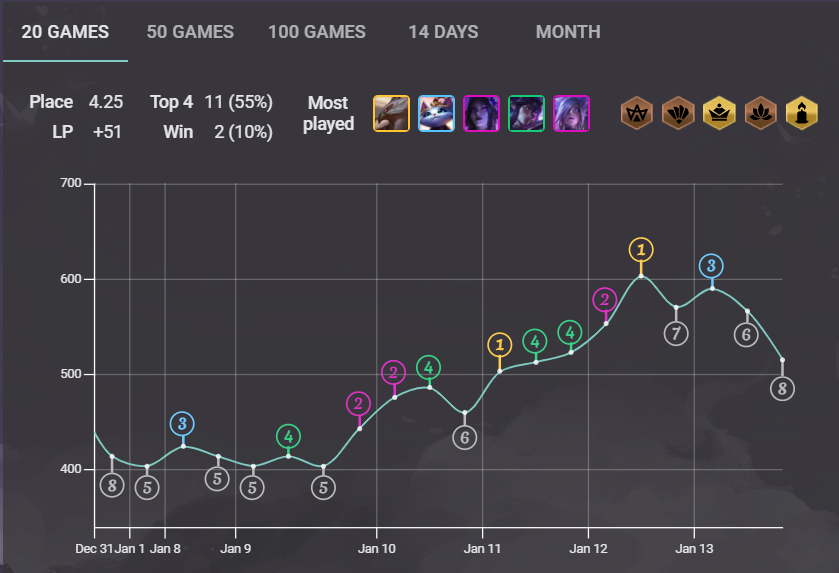 20 GAMES 50 GAMES 100 GAMES 14 DAYS MONTH
Place 4.25 Top 4 11 (55%) Most played
LP +51 Win 2 (10%)
700
600
500
400
8 5 3 5 5 4 5 2 2 4 6 1 4 4 2 1 7 3 6 8
Dec 31 Jan 1 Jan 8 Jan 9 Jan 10 Jan 11 Jan 12 Jan 13